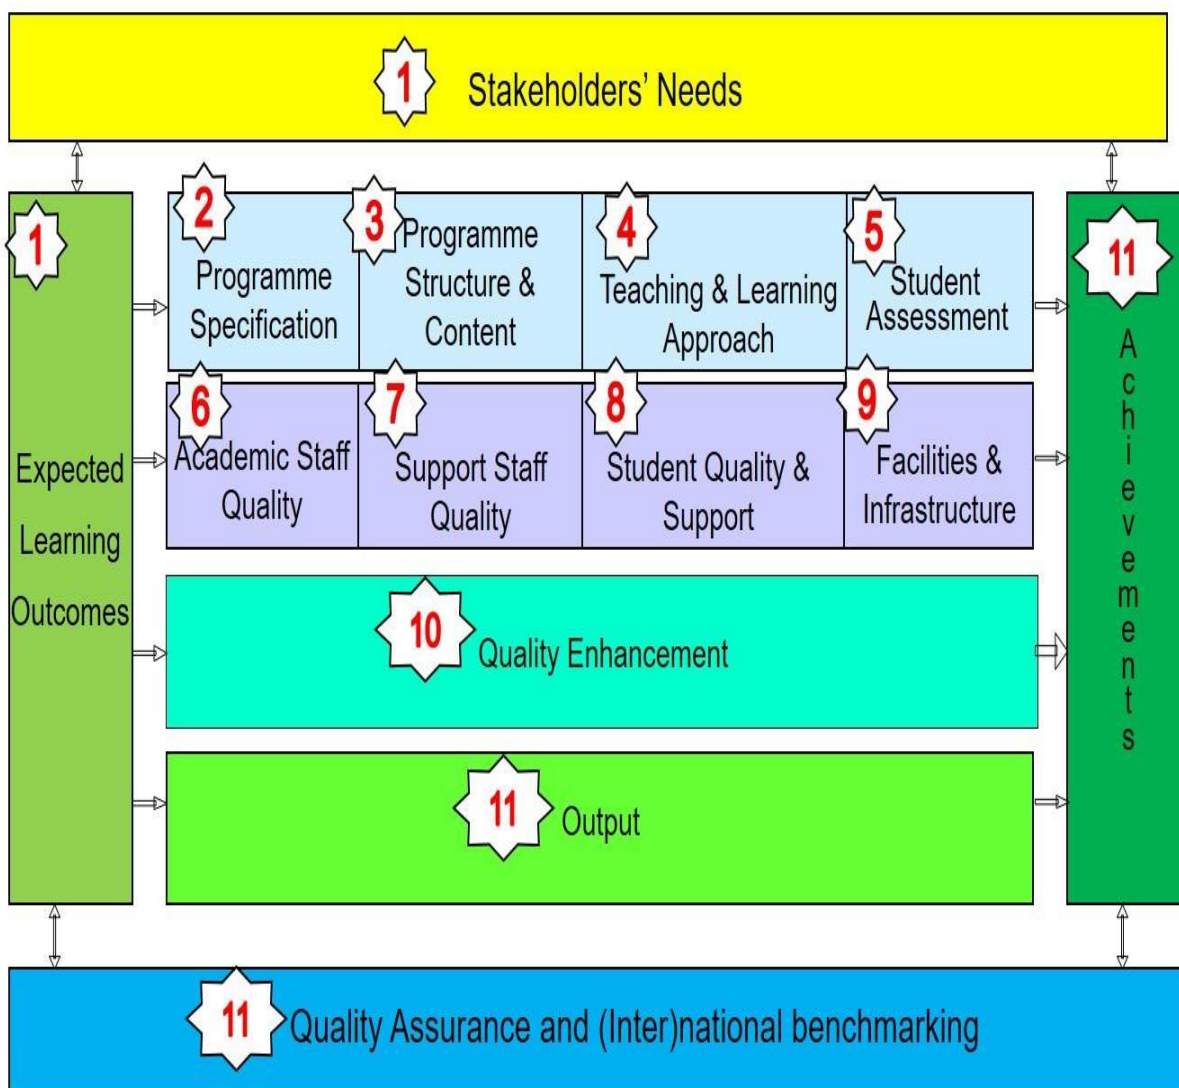 1
Stakeholders' Needs
1
Expected
Learning
Outcomes
2
Programme
Specification
3
Programme
Structure &
Content
4
Teaching & Learning
Approach
5
Student
Assessment
6
Academic Staff
Quality
7
Support Staff
Quality
8
Student Quality &
Support
9
Facilities &
Infrastructure
10
Quality Enhancement
11
Output
11
Achievements
11
Quality Assurance and (Inter)national benchmarking